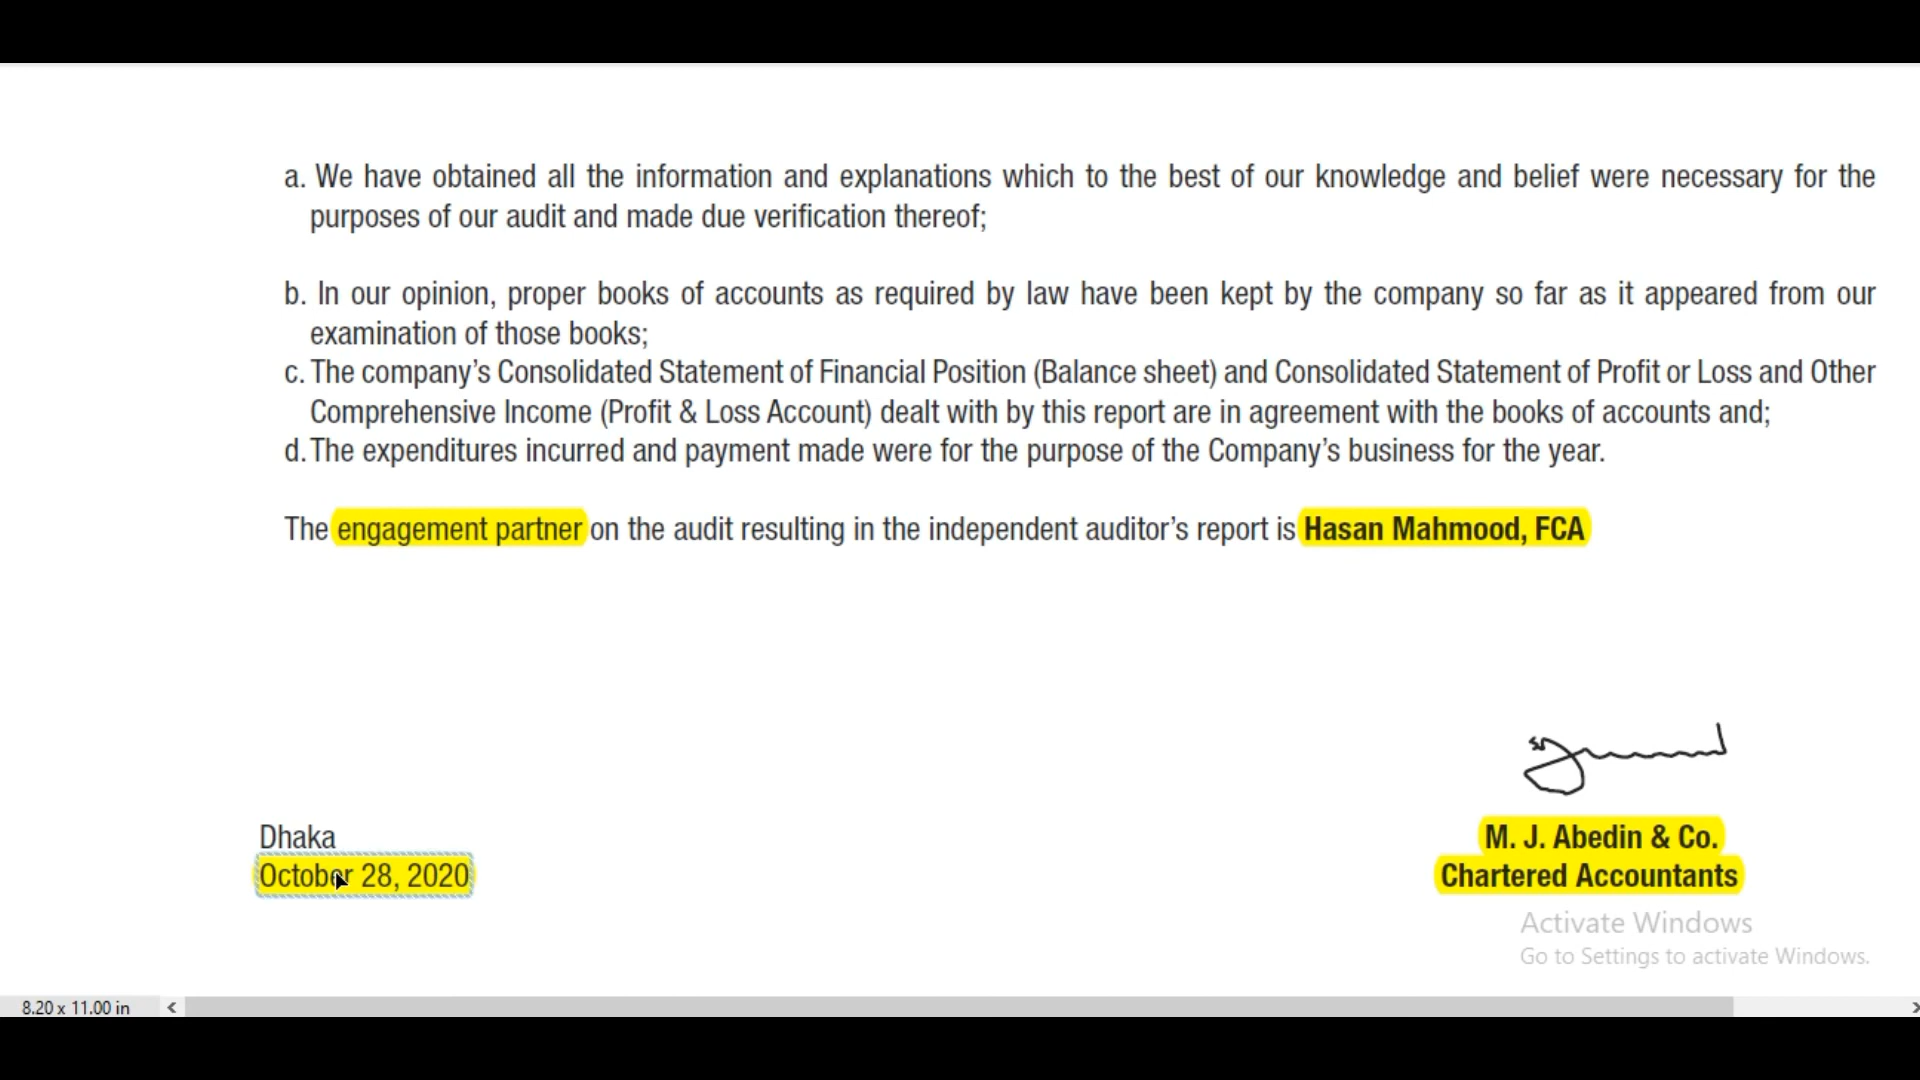 a. We have obtained all the information and explanations which to the best of our knowledge and belief were necessary for the
purposes of our audit and made due verification thereof;
b. In our opinion, proper books of accounts as required by law have been kept by the company so far as it appeared from our
examination of those books;
c. The company’s Consolidated Statement of Financial Position (Balance sheet) and Consolidated Statement of Profit or Loss and Other
Comprehensive Income (Profit & Loss Account) dealt with by this report are in agreement with the books of accounts and;
d. The expenditures incurred and payment made were for the purpose of the Company’s business for the year.
The engagement partner on the audit resulting in the independent auditor’s report is Hasan Mahmood, FCA
Dhaka
October 28, 2020
M. J. Abedin & Co.
Chartered Accountants
Activate Windows
Go to Settings to activate Windows.
8.20 x 11.00 in